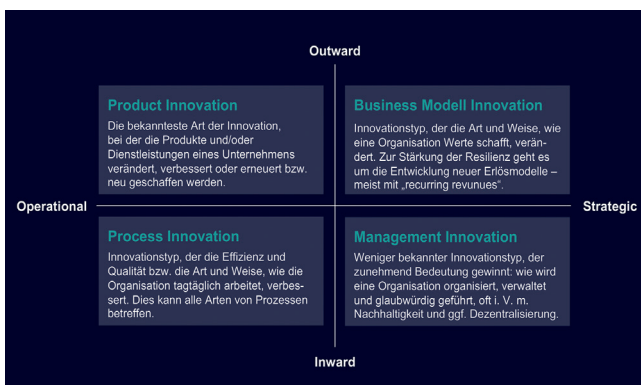 Outward
Product Innovation
Die bekannteste Art der Innovation,
bei der die Produkte und/oder
Dienstleistungen eines Unternehmens
verändert, verbessert oder erneuert bzw.
neu geschaffen werden.
Business Modell Innovation
Innovationstyp, der die Art und Weise, wie
eine Organisation Werte schafft, verän-
dert. Zur Stärkung der Resilienz geht es
um die Entwicklung neuer Erlösmodelle –
meist mit „recurring revunues“.
Operational
Strategic
Process Innovation
Innovationstyp, der die Effizienz und
Qualität bzw. die Art und Weise, wie die
Organisation tagtäglich arbeitet, verbes-
sert. Dies kann alle Arten von Prozessen
betreffen.
Management Innovation
Weniger bekannter Innovationstyp, der
zunehmend Bedeutung gewinnt: wie wird
eine Organisation organisiert, verwaltet
und glaubwürdig geführt, oft i. V. m.
Nachhaltigkeit und ggf. Dezentralisierung.
Inward